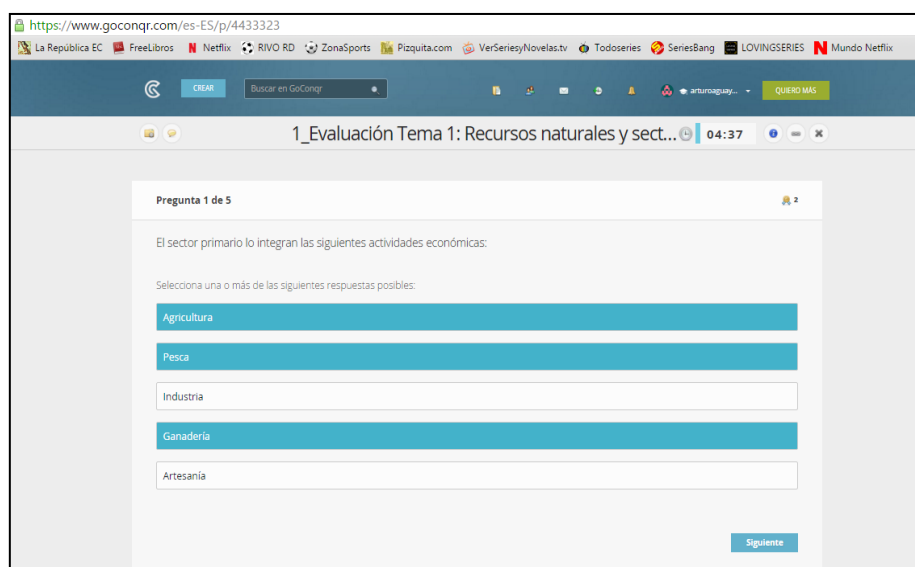 https://www.goconqr.com/es-ES/p/4433323
La República EC FreeLibros Netflix RIVO RD ZonaSports Pizquita.com VerSeriesyNovelas.tv Todoseries SeriesBang LOVINGSERIES Mundo Netflix
CREAR Buscar en GoConqr arturoaguay... QUIERO MÁS
1_Evaluación Tema 1: Recursos naturales y sect... 04:37
Pregunta 1 de 5 2
El sector primario lo integran las siguientes actividades económicas:
Selecciona una o más de las siguientes respuestas posibles:
Agricultura
Pesca
Industria
Ganadería
Artesanía
Siguiente